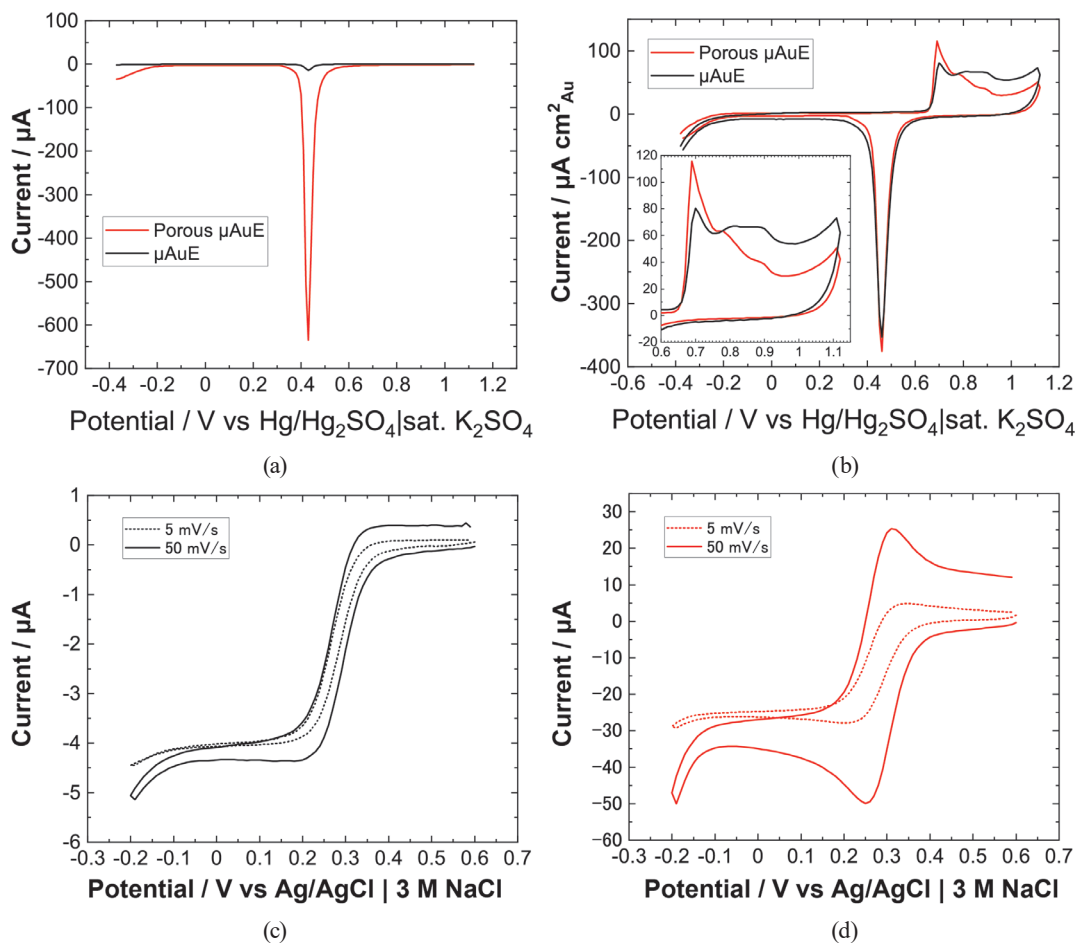 100
0
-100
-200
-300
-400
-500
-600
-700
Current / µA
Porous µAuE
µAuE
-0.4 -0.2 0 0.2 0.4 0.6 0.8 1 1.2
Potential / V vs Hg/Hg₂SO₄|sat. K₂SO₄
(a)
100
0
-100
-200
-300
-400
Current / µA cm²Au
Porous µAuE
µAuE
120
100
80
60
40
20
0
-20
0.6 0.7 0.8 0.9 1 1.1
-0.6 -0.4 -0.2 0 0.2 0.4 0.6 0.8 1 1.2
Potential / V vs Hg/Hg₂SO₄|sat. K₂SO₄
(b)
1
0
-1
-2
-3
-4
-5
-6
Current / µA
5 mV/s
50 mV/s
-0.3 -0.2 -0.1 0 0.1 0.2 0.3 0.4 0.5 0.6 0.7
Potential / V vs Ag/AgCl | 3 M NaCl
(c)
30
20
10
0
−10
−20
−30
−40
−50
−60
Current / µA
5 mV/s
50 mV/s
-0.3 -0.2 -0.1 0 0.1 0.2 0.3 0.4 0.5 0.6 0.7
Potential / V vs Ag/AgCl | 3 M NaCl
(d)